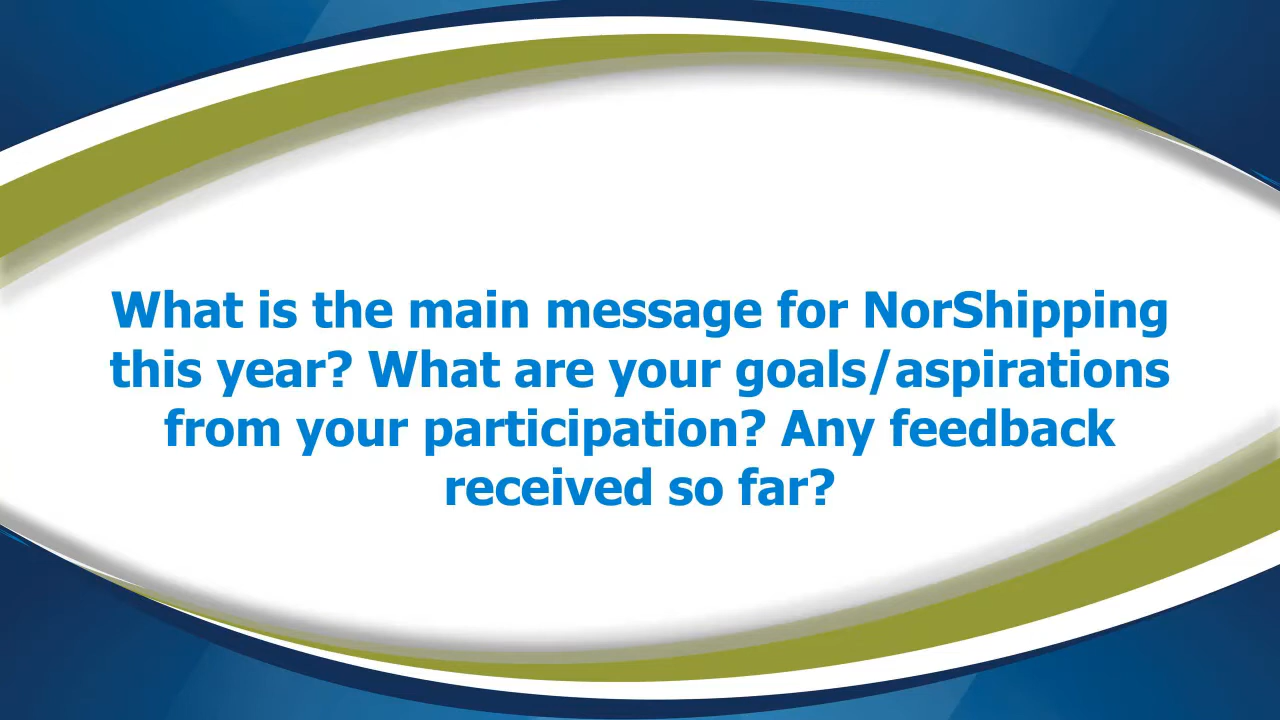 What is the main message for NorShipping
this year? What are your goals/aspirations
from your participation? Any feedback
received so far?